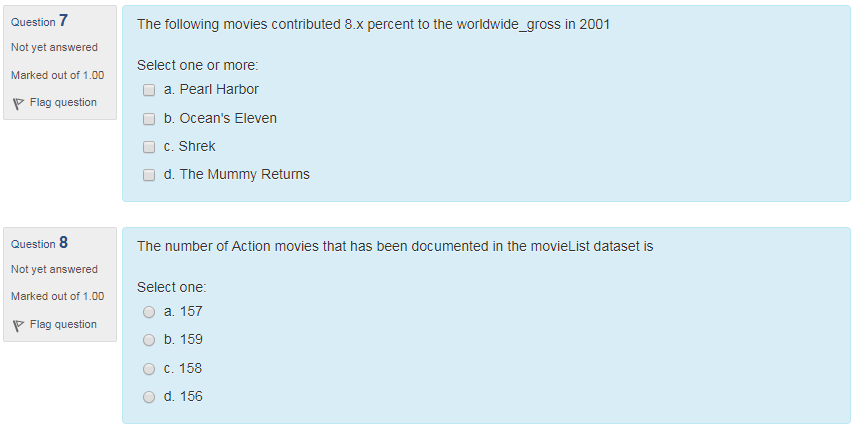 Question 7
Not yet answered
Marked out of 1.00
Flag question
The following movies contributed 8.x percent to the worldwide_gross in 2001
Select one or more:
a. Pearl Harbor
b. Ocean's Eleven
c. Shrek
d. The Mummy Returns
Question 8
Not yet answered
Marked out of 1.00
Flag question
The number of Action movies that has been documented in the movieList dataset is
Select one:
a. 157
b. 159
c. 158
d. 156